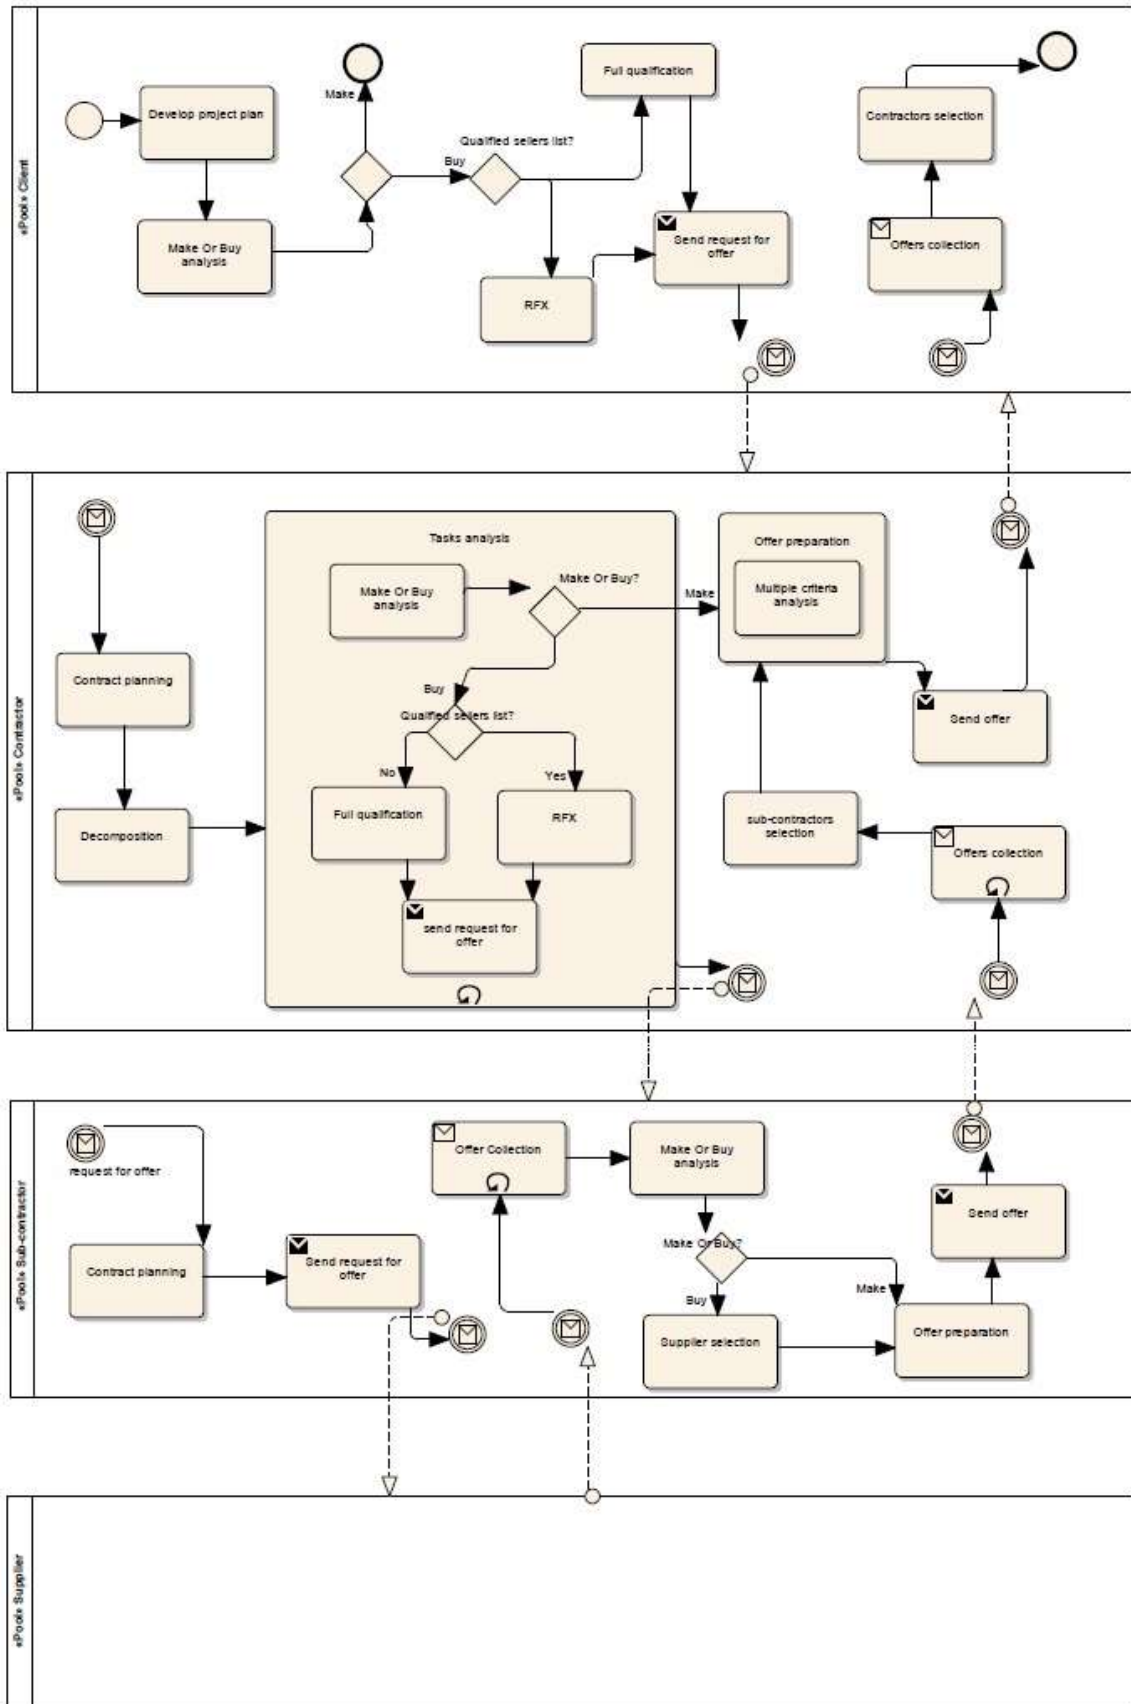 «Pool» Client
Develop project plan
Make Or Buy
analysis
Make
Buy
Qualified sellers list?
Full qualification
RFX
Send request for
offer
Contractors selection
Offers collection
«Pool» Contractor
Contract planning
Decomposition
Tasks analysis
Make Or Buy
analysis
Make Or Buy?
Make
Buy
Qualified sellers list?
No
Yes
Full qualification
RFX
send request for
offer
Offer preparation
Multiple criteria
analysis
Send offer
sub-contractors
selection
Offers collection
«Pool» Sub-contractor
request for offer
Contract planning
Send request for
offer
Offer Collection
Make Or Buy
analysis
Make Or Buy?
Make
Buy
Supplier selection
Offer preparation
Send offer
«Pool» Supplier